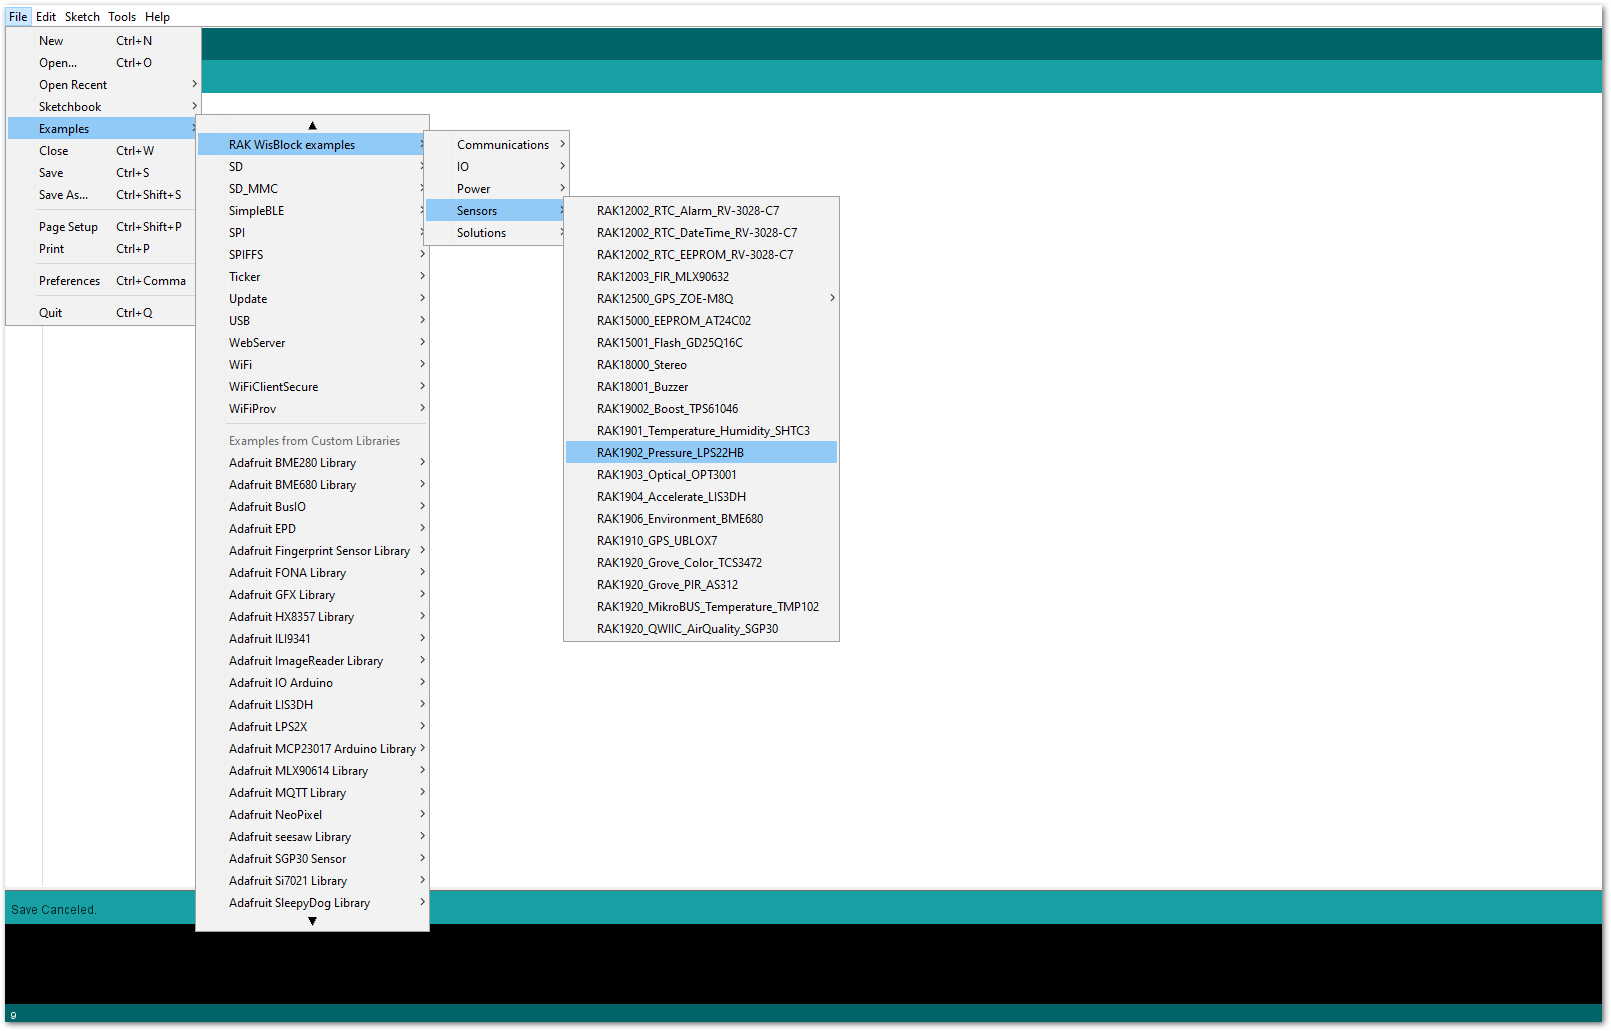 File Edit Sketch Tools Help
New Ctrl+N
Open... Ctrl+O
Open Recent
Sketchbook
Examples
Close Ctrl+W
Save Ctrl+S
Save As... Ctrl+Shift+S
Page Setup Ctrl+Shift+P
Print Ctrl+P
Preferences Ctrl+Comma
Quit Ctrl+Q
RAK WisBlock examples
SD
SD_MMC
SimpleBLE
SPI
SPIFFS
Ticker
Update
USB
WebServer
WiFi
WiFiClientSecure
WiFiProv
Examples from Custom Libraries
Adafruit BME280 Library
Adafruit BME680 Library
Adafruit BusIO
Adafruit EPD
Adafruit Fingerprint Sensor Library
Adafruit FONA Library
Adafruit GFX Library
Adafruit HX8357 Library
Adafruit ILI9341
Adafruit ImageReader Library
Adafruit IO Arduino
Adafruit LIS3DH
Adafruit LPS2X
Adafruit MCP23017 Arduino Library
Adafruit MLX90614 Library
Adafruit MQTT Library
Adafruit NeoPixel
Adafruit seesaw Library
Adafruit SGP30 Sensor
Adafruit Si7021 Library
Adafruit SleepyDog Library
Communications
IO
Power
Sensors
Solutions
RAK12002_RTC_Alarm_RV-3028-C7
RAK12002_RTC_DateTime_RV-3028-C7
RAK12002_RTC_EEPROM_RV-3028-C7
RAK12003_FIR_MLX90632
RAK12500_GPS_ZOE-M8Q
RAK15000_EEPROM_AT24C02
RAK15001_Flash_GD25Q16C
RAK18000_Stereo
RAK18001_Buzzer
RAK19002_Boost_TPS61046
RAK1901_Temperature_Humidity_SHTC3
RAK1902_Pressure_LPS22HB
RAK1903_Optical_OPT3001
RAK1904_Accelerate_LIS3DH
RAK1906_Environment_BME680
RAK1910_GPS_UBLOX7
RAK1920_Grove_Color_TCS3472
RAK1920_Grove_PIR_AS312
RAK1920_MikroBUS_Temperature_TMP102
RAK1920_QWIIC_AirQuality_SGP30
Save Canceled.
9